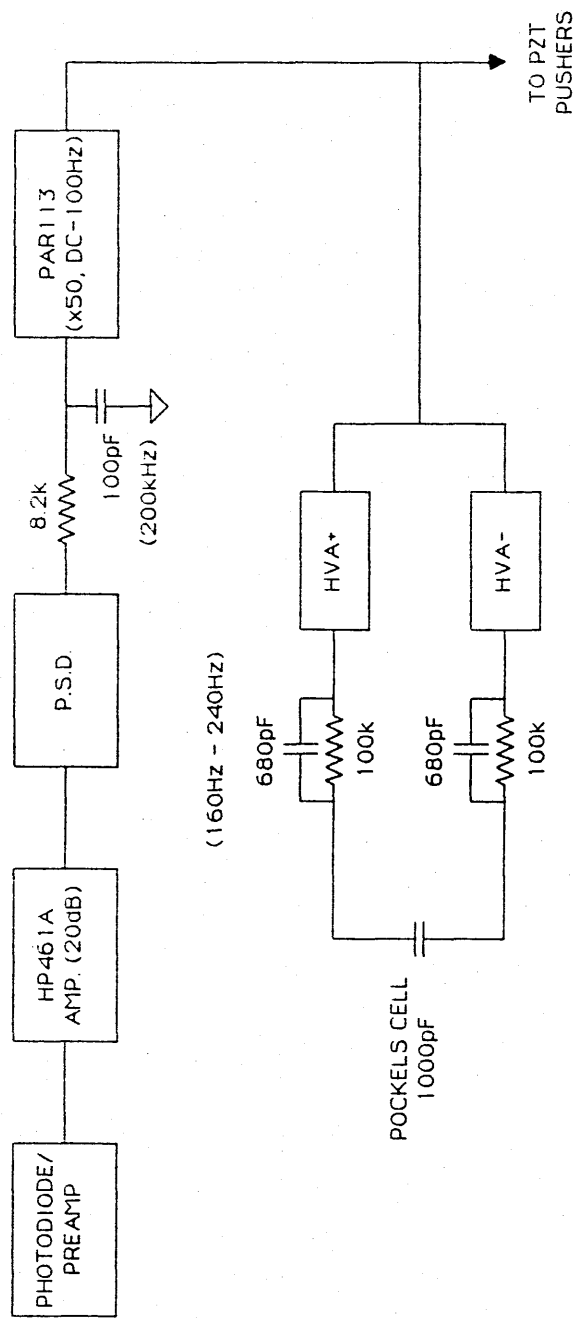 PHOTODIODE/
PREAMP
HP461A
AMP. (20dB)
P.S.D.
8.2k
100pF
(200kHz)
PAR113
(x50, DC-100Hz)
TO PZT
PUSHERS
(160Hz - 240Hz)
680pF
100k
HVA+
POCKELS CELL
1000pF
680pF
100k
HVA-